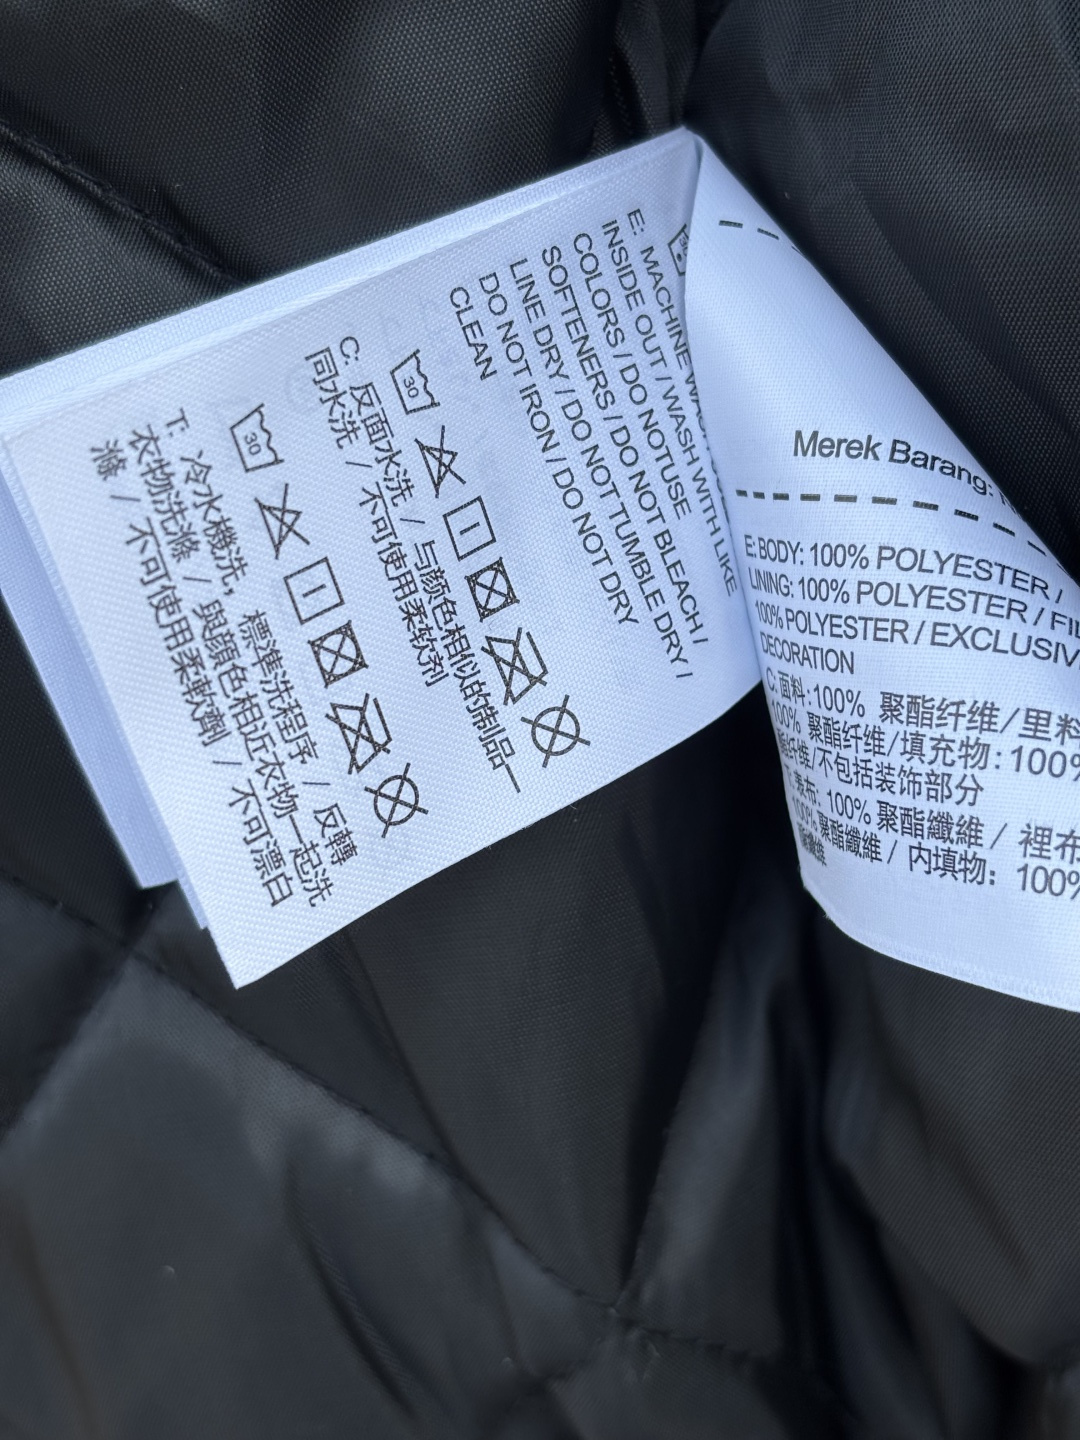 E: MACHINE
INSIDE OUT / WASH WITH LIKE
COLORS / DO NOT USE
SOFTENERS / DO NOT BLEACH /
LINE DRY / DO NOT TUMBLE DRY /
DO NOT IRON / DO NOT DRY
CLEAN
30
C: 反面水洗 / 与颜色相似的制品一
同水洗 / 不可使用柔软剂
30
T: 冷水機洗，標準洗程序 / 反轉
衣物洗滌 / 與顏色相近衣物一起洗
滌 / 不可使用柔軟劑 / 不可漂白
Merek Barang:
E: BODY: 100% POLYESTER /
LINING: 100% POLYESTER /
100% POLYESTER / EXCLUSIV
DECORATION
C: 面料: 100% 聚酯纤维/里料
100% 聚酯纤维/填充物: 100%
酯纤维/不包括装饰部分
T: 表布: 100% 聚酯纖維 / 裡布
100% 聚酯纖維 / 内填物: 100%